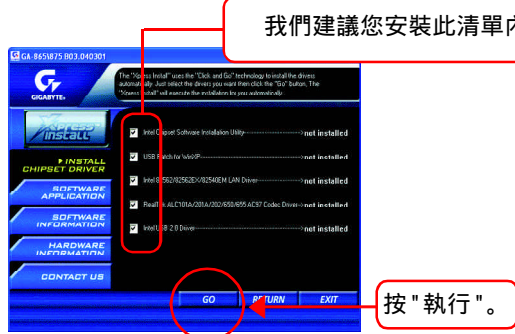 我們建議您安裝此清單內
GA-865\875 B03.040301
GIGABYTE
The "Xpress Install" uses the "Click and Go" technology to install the drivers
automatically. Just select the drivers you want then click the "Go" button. The
"Xpress Install" will execute the installation for you automatically.
Xpress
INSTALL
Intel Chipset Software Installation Utility not installed
USB Patch for WinXP not installed
INSTALL
CHIPSET DRIVER
Intel 82562/82562EX/82540EM LAN Driver not installed
SOFTWARE
APPLICATION
RealTek ALC101A/201A/202/650/655 AC97 Codec Driver not installed
SOFTWARE
INFORMATION
Intel USB 2.0 Driver not installed
HARDWARE
INFORMATION
CONTACT US
GO RETURN EXIT
按"執行"。